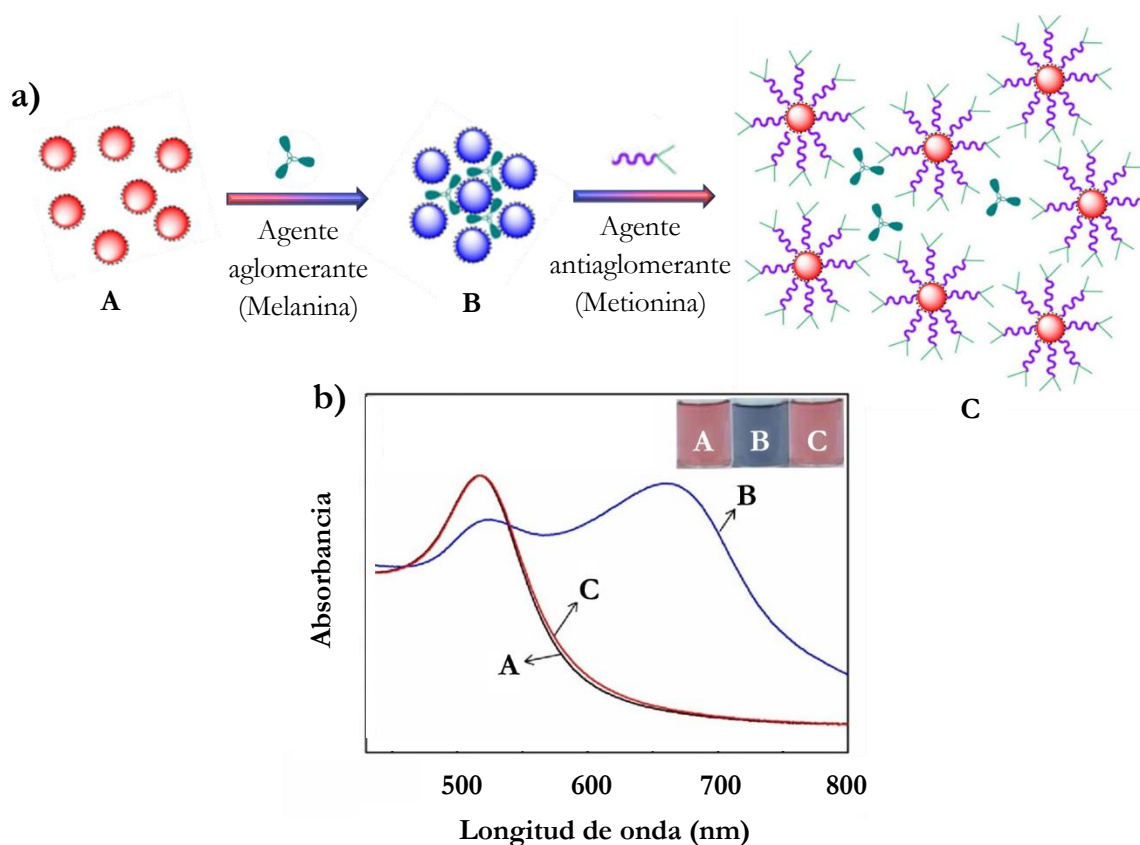 a)
Agente
aglomerante
(Melanina)
Agente
antiaglomerante
(Metionina)
A
B
C
b)
A B C
B
C
A
Absorbancia
500 600 700 800
Longitud de onda (nm)